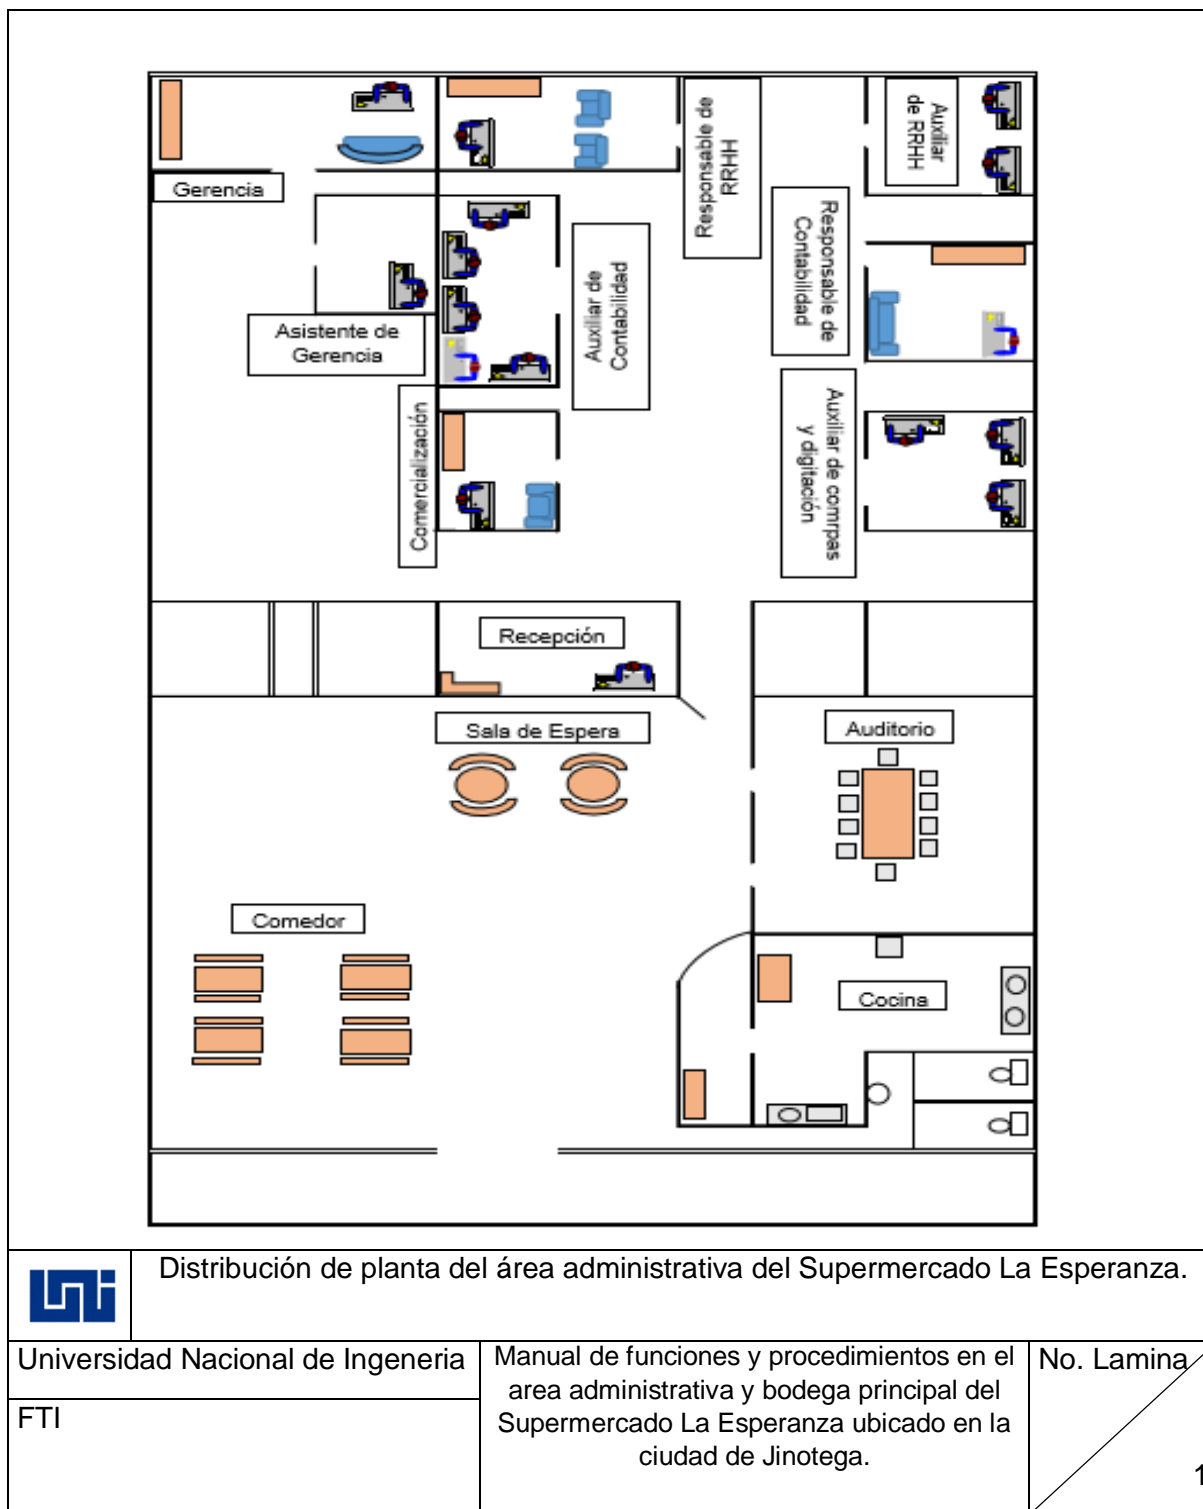 Gerencia
Asistente de
Gerencia
Comercialización
Auxiliar de
Contabilidad
Responsable de
RRHH
Auxiliar
de RRHH
Responsable de
Contabilidad
Auxiliar de comrpas
y digitación
Recepción
Sala de Espera
Auditorio
Comedor
Cocina
uni
Distribución de planta del área administrativa del Supermercado La Esperanza.
Universidad Nacional de Ingeneria
FTI
Manual de funciones y procedimientos en el
area administrativa y bodega principal del
Supermercado La Esperanza ubicado en la
ciudad de Jinotega.
No. Lamina
1